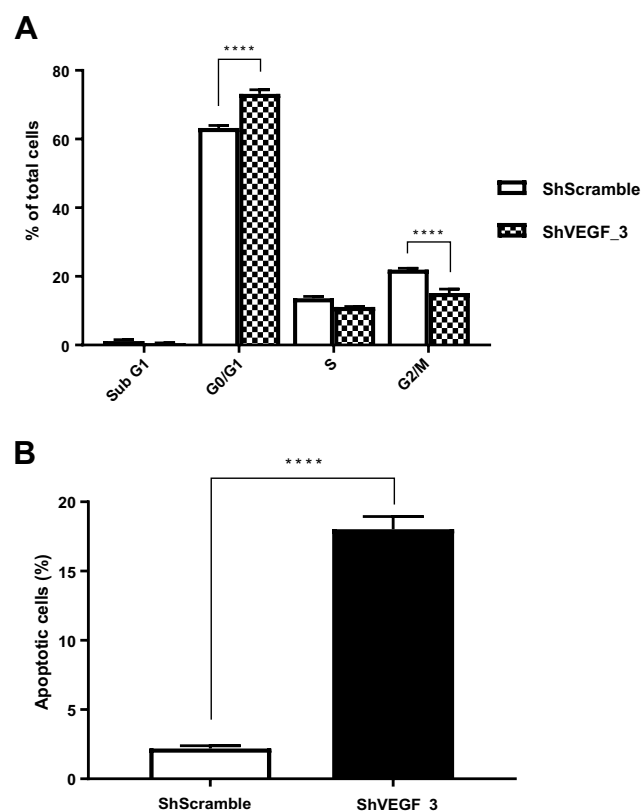 A
****
80
60
40
20
0
% of total cells
****
Sub G1
G0/G1
S
G2/M
ShScramble
ShVEGF_3
B
****
20
15
10
5
0
Apoptotic cells (%)
ShScramble
ShVEGF_3